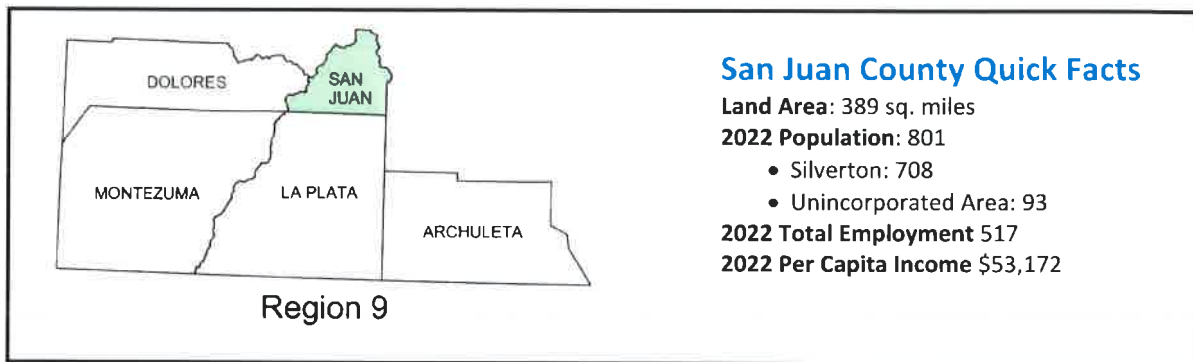 DOLORES
SAN
JUAN
MONTEZUMA
LA PLATA
ARCHULETA
Region 9
San Juan County Quick Facts
Land Area: 389 sq. miles
2022 Population: 801
• Silverton: 708
• Unincorporated Area: 93
2022 Total Employment 517
2022 Per Capita Income $53,172